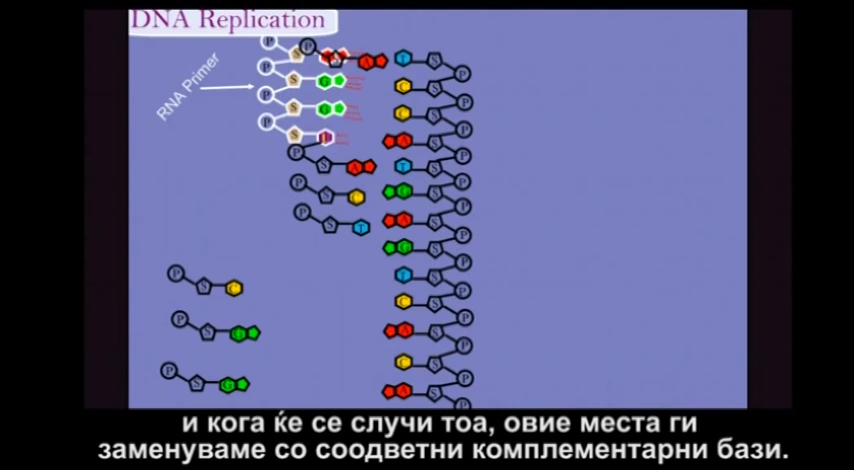 DNA Replication
RNA Primer
P S A T S P
P S G C S P
P S G C S P
P S A S P
P S A T S P
P S C G S P
P S T A S P
G S P
P S C T S P
C S P
P S G A S P
C S P
P S G A S P
и кога ќе се случи тоа, овие места ги
заменуваме со соодветни комплементарни бази.